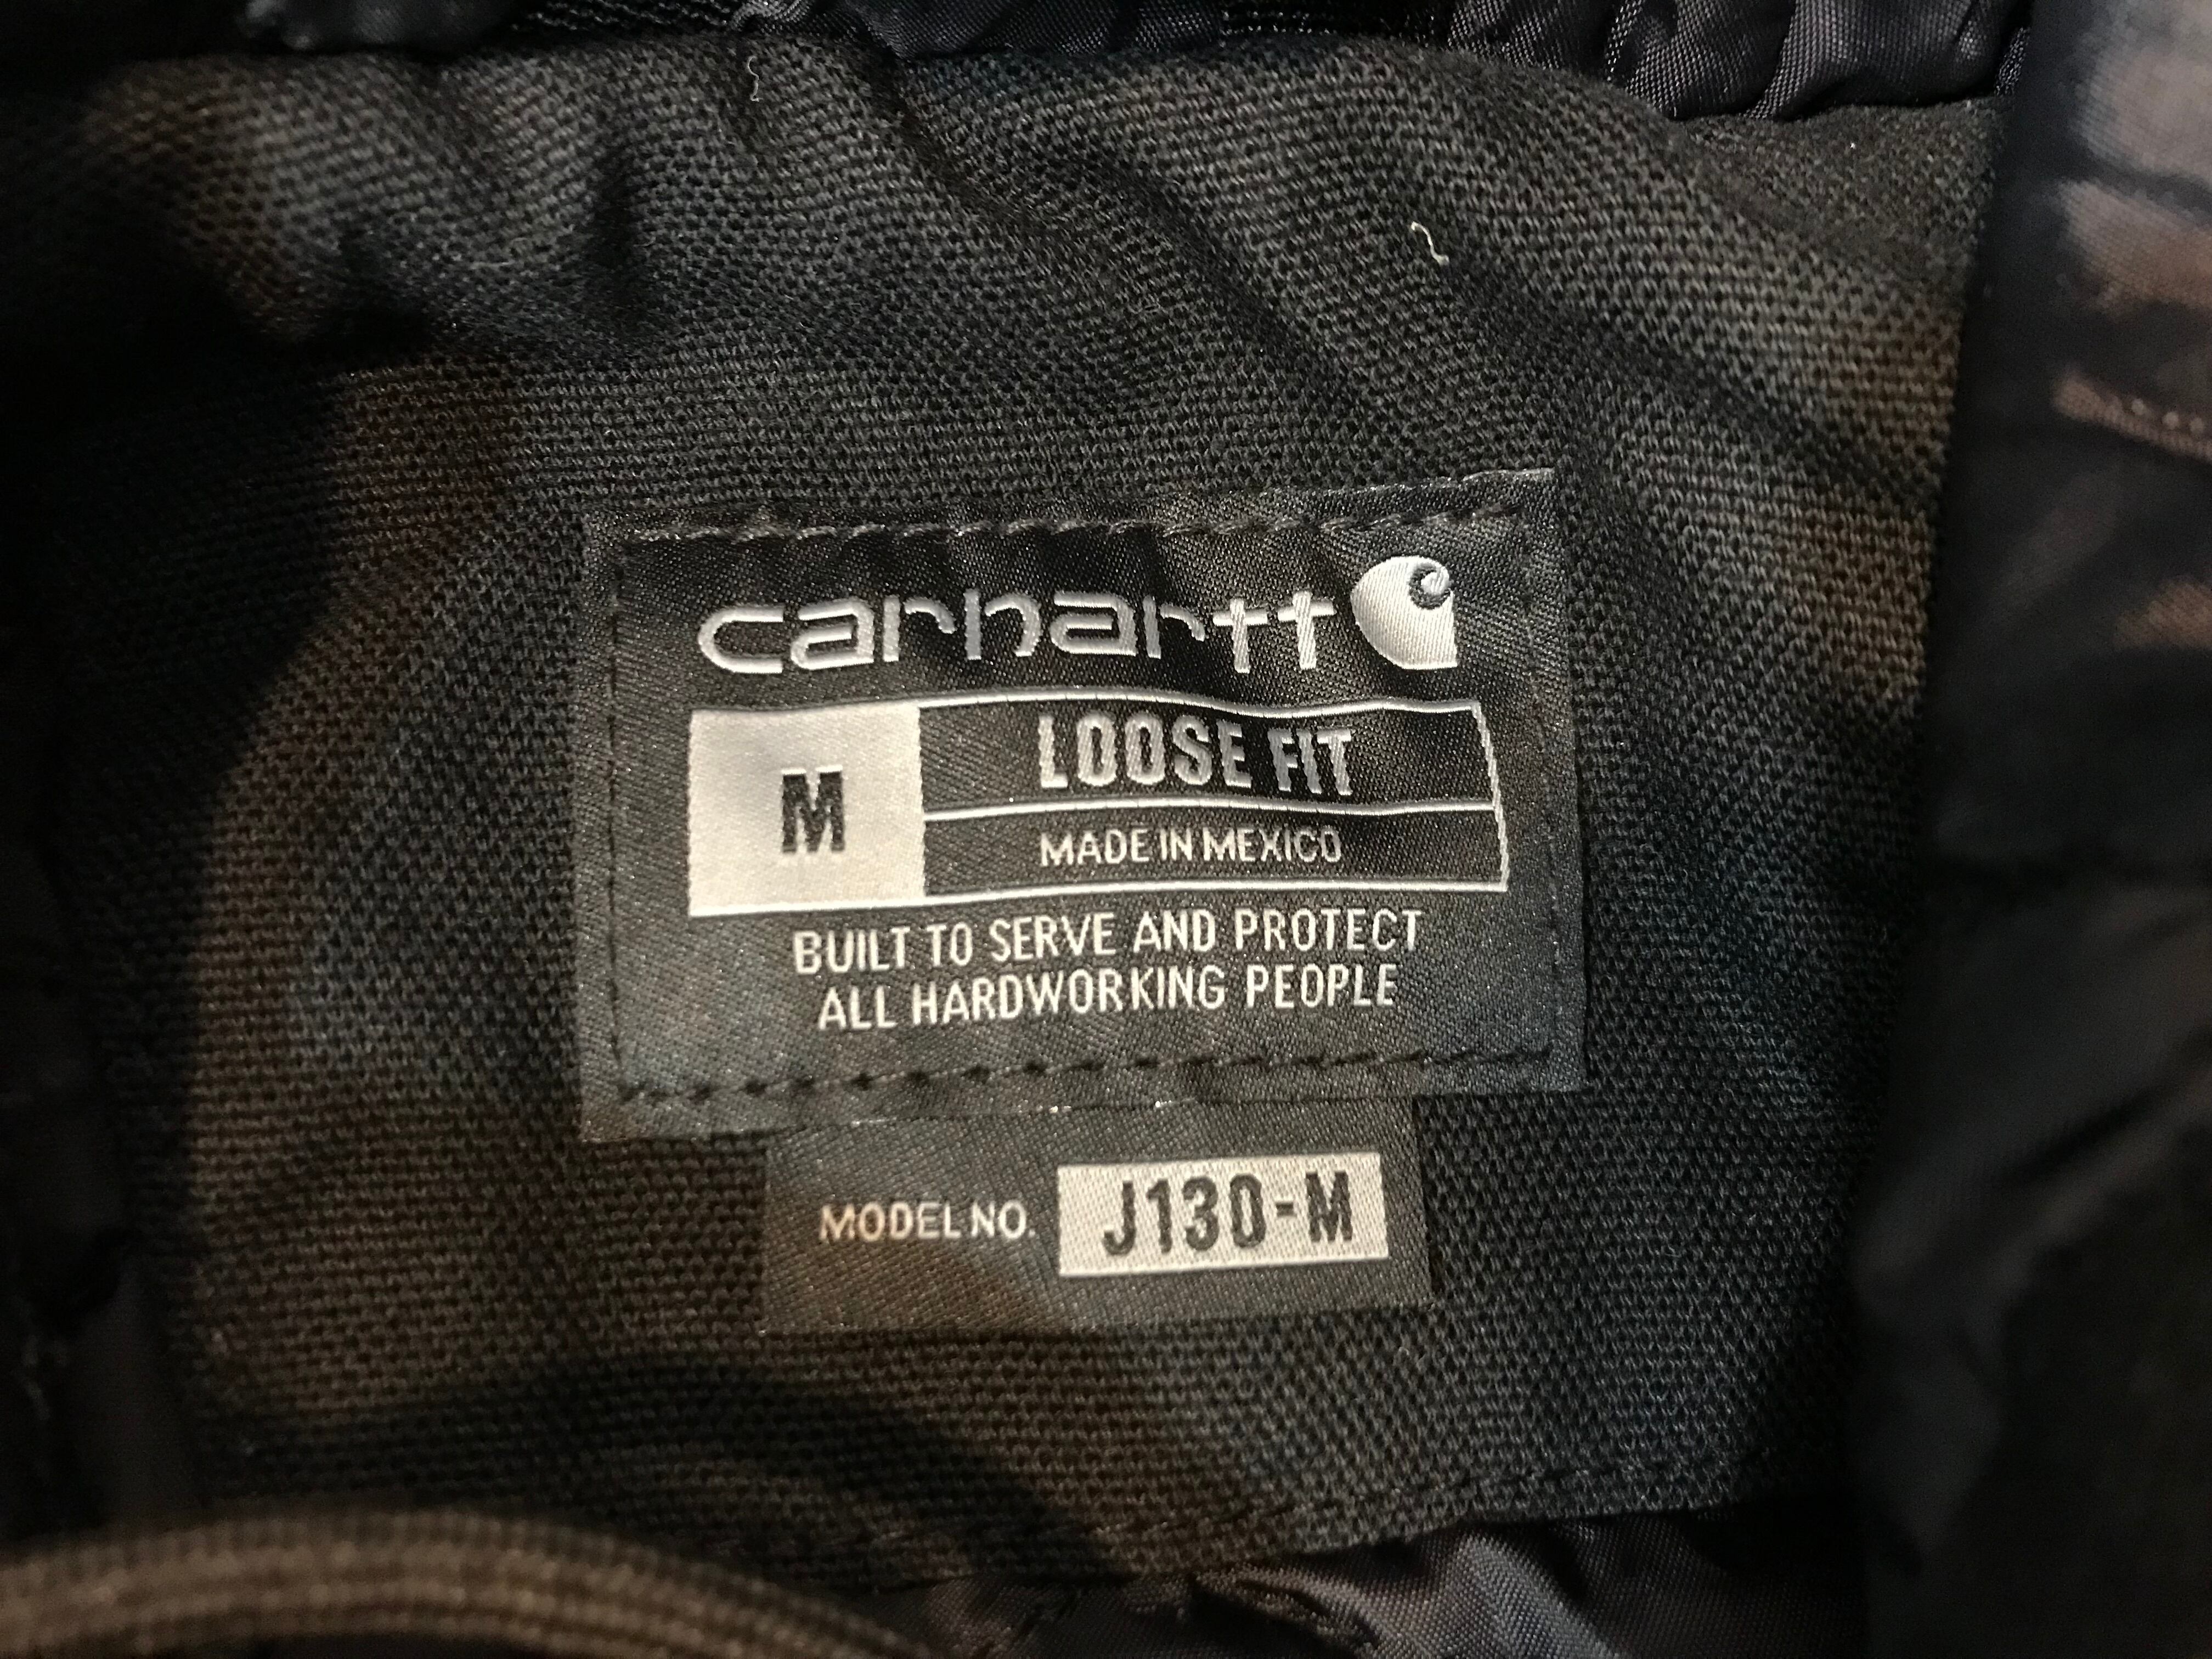 carhartt
M
LOOSE FIT
MADE IN MEXICO
BUILT TO SERVE AND PROTECT
ALL HARDWORKING PEOPLE
MODEL NO. J130-M